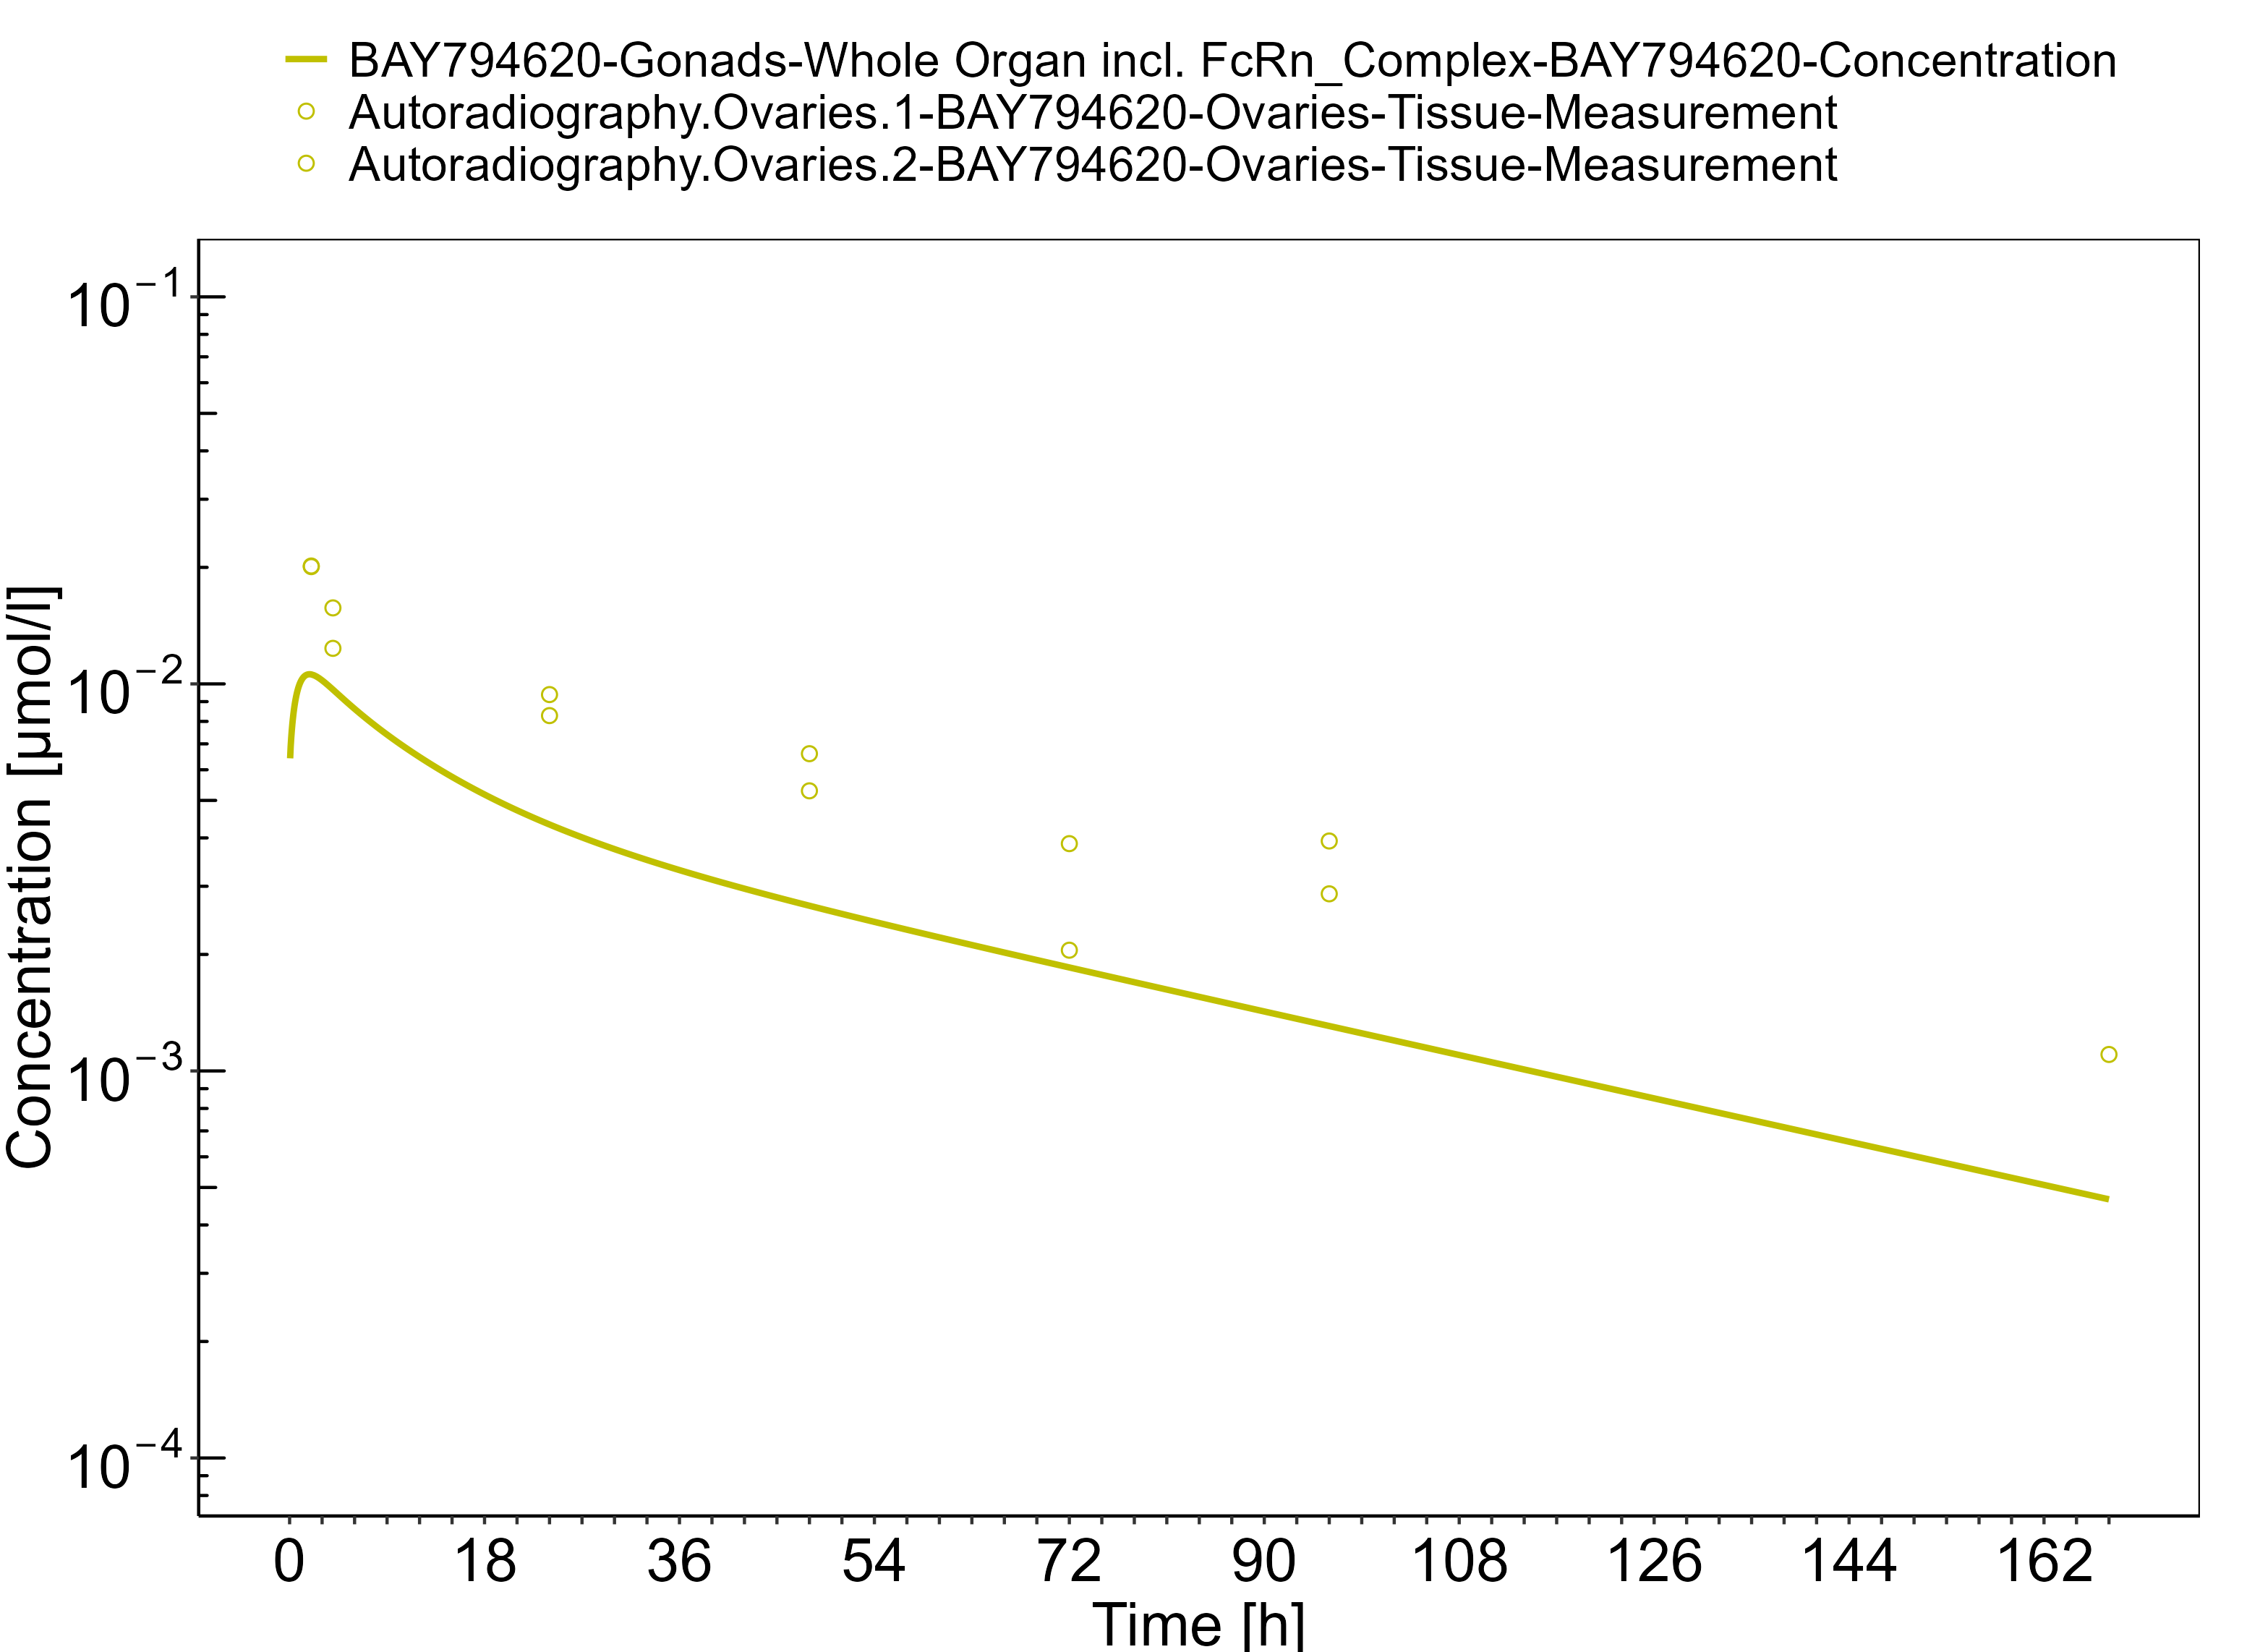 BAY794620-Gonads-Whole Organ incl. FcRn_Complex-BAY794620-Concentration
Autoradiography.Ovaries.1-BAY794620-Ovaries-Tissue-Measurement
Autoradiography.Ovaries.2-BAY794620-Ovaries-Tissue-Measurement
Concentration [µmol/l]
10⁻¹
10⁻²
10⁻³
10⁻⁴
0 18 36 54 72 90 108 126 144 162
Time [h]